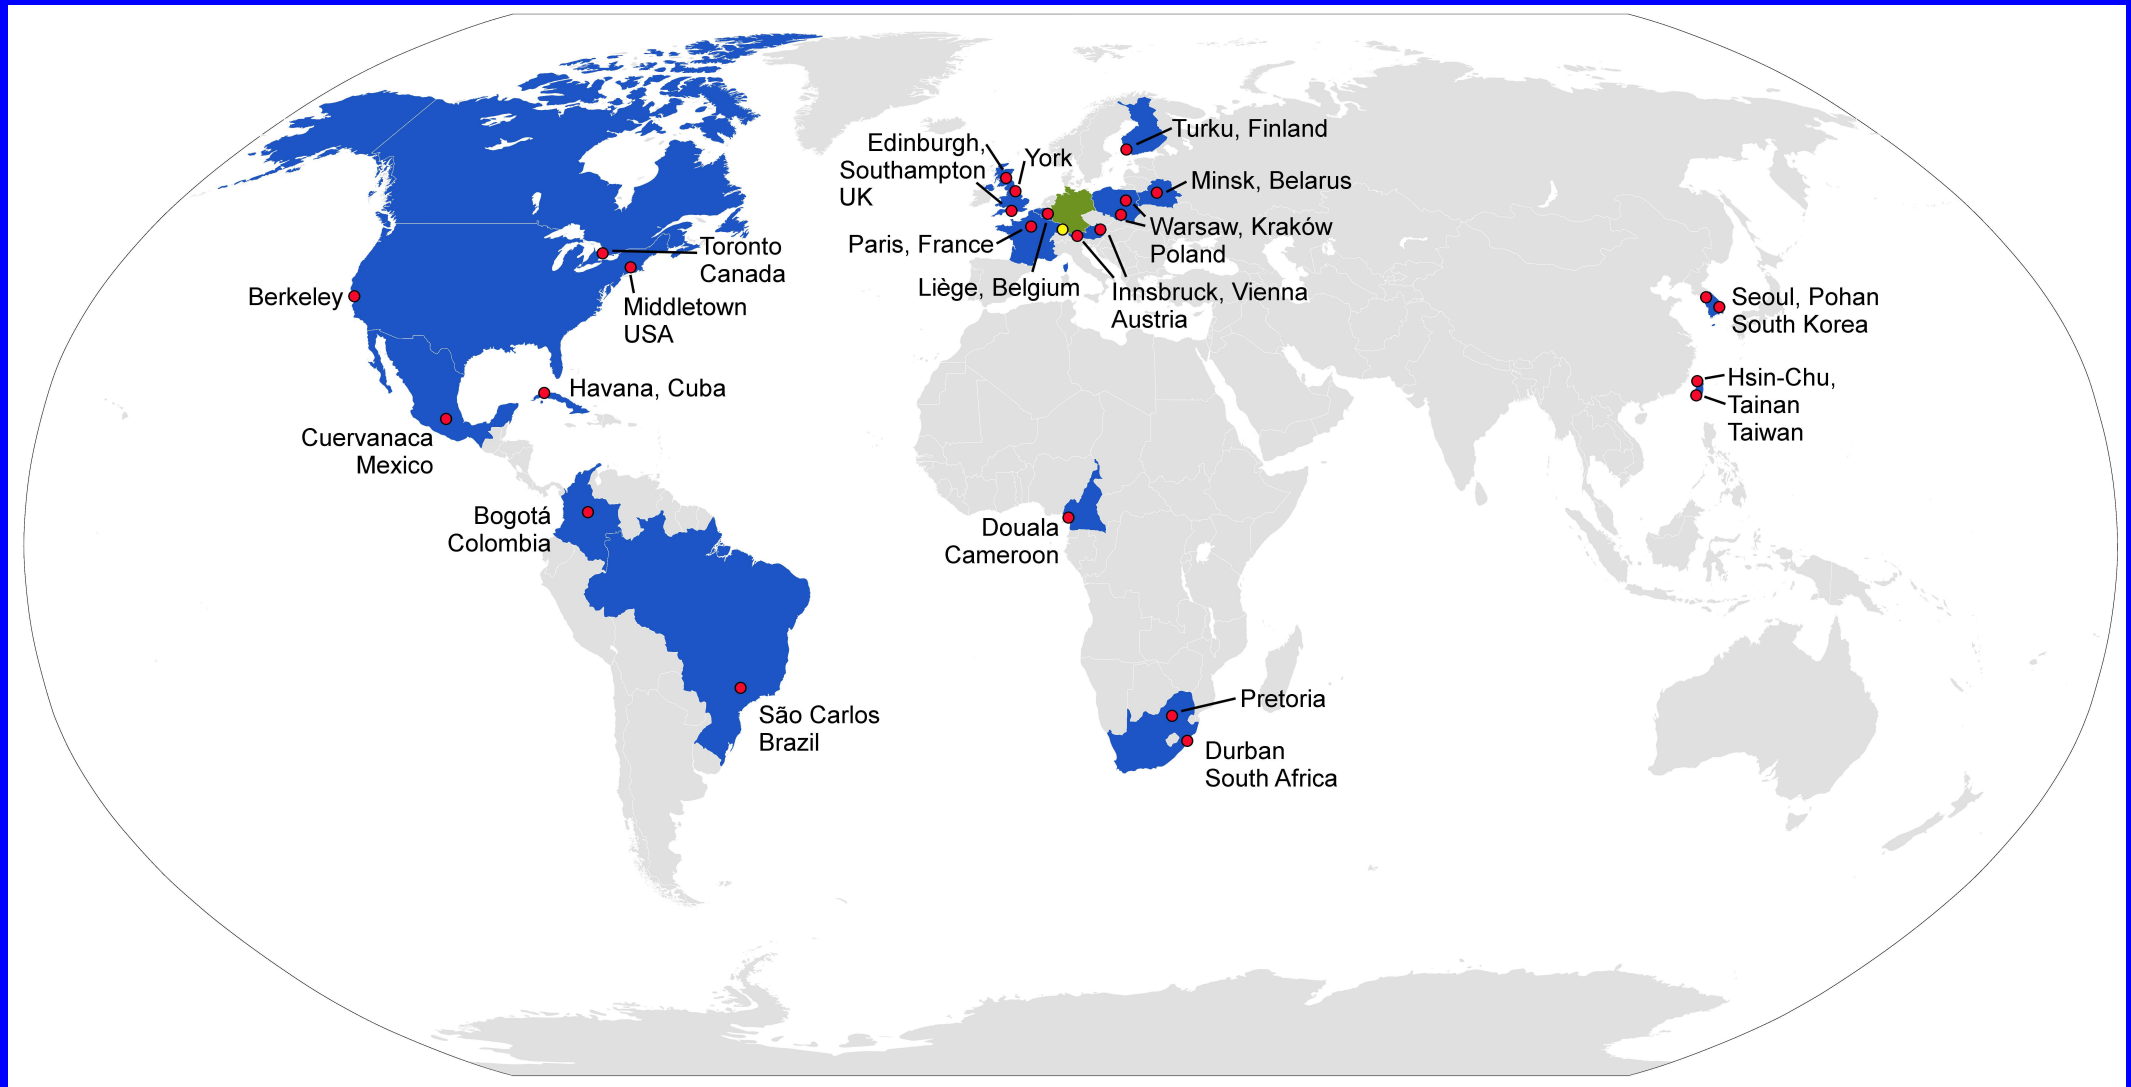 Turku, Finland
Edinburgh,
Southampton
UK
York
Minsk, Belarus
Warsaw, Kraków
Poland
Paris, France
Liège, Belgium
Innsbruck, Vienna
Austria
Toronto
Canada
Berkeley
Middletown
USA
Seoul, Pohan
South Korea
Havana, Cuba
Hsin-Chu,
Tainan
Taiwan
Cuervanaca
Mexico
Bogotá
Colombia
Douala
Cameroon
São Carlos
Brazil
Pretoria
Durban
South Africa